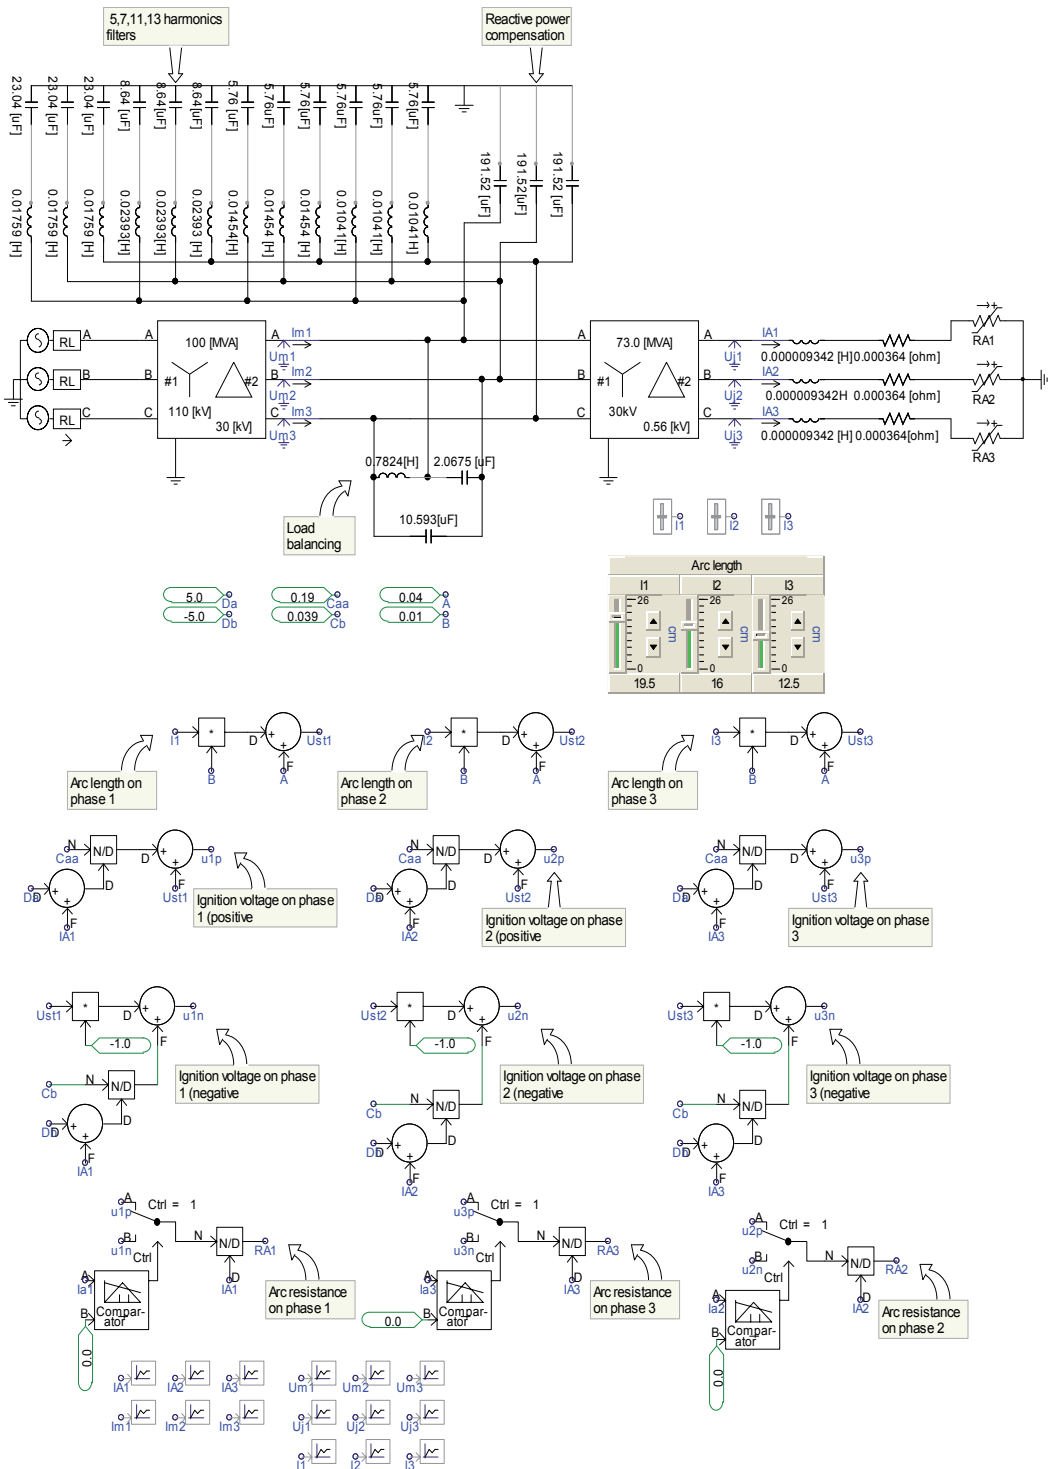 5,7,11,13 harmonics
filters
Reactive power
compensation
23.04 [uF]
23.04 [uF]
23.04 [uF]
8.64 [uF]
8.64 [uF]
8.64[uF]
5.76 [uF]
5.76uF]
5.76uF]
5.76uF]
5.76uF]
5.76[uF]
191.52 [uF]
191.52[uF]
191.52 [uF]
0.01759 [H]
0.01759 [H]
0.01759 [H]
0.02393[H]
0.02393 [H]
0.02393[H]
0.01454[H]
0.01454 [H]
0.01454 [H]
0.01041[H]
0.01041[H]
0.01041H]
RL A
RL B
RL C
A 100 [MVA] A
B #1 #2 B
C 110 [kV] 30 [kV] C
Im1
Um1
Im2
Um2
Im3
Um3
A 73.0 [MVA] A
B #1 #2 B
C 30kV 0.56 [kV] C
Uj1 IA1
0.000009342 [H] 0.000364 [ohm]
RA1
Uj2 IA2
0.000009342H 0.000364 [ohm]
RA2
Uj3 IA3
0.000009342 [H] 0.000364[ohm]
RA3
0.7824[H] 2.0675 [uF]
10.593[uF]
Load
balancing
I1 I2 I3
Arc length
I1 I2 I3
26 26 26
cm cm cm
0 0 0
19.5 16 12.5
5.0 Da 0.19 Caa 0.04 A
-5.0 Db 0.039 Cb 0.01 B
I1 * D + Ust1
+ F
B A
Arc length on
phase 1
I2 * D + Ust2
+ F
B A
Arc length on
phase 2
I3 * D + Ust3
+ F
B A
Arc length on
phase 3
Caa N N/D D + u1p
+ F
Ust1
Da D + D
+ F
IA1
Ignition voltage on phase
1 (positive
Caa N N/D D + u2p
+ F
Ust2
Da D + D
+ F
IA2
Ignition voltage on phase
2 (positive
Caa N N/D D + u3p
+ F
Ust3
Da D + D
+ F
IA3
Ignition voltage on phase
3
Ust1 * D + u1n
-1.0 + F
Cb N N/D
Db D + D
+ F
IA1
Ignition voltage on phase
1 (negative
Ust2 * D + u2n
-1.0 + F
Cb N N/D
Db D + D
+ F
IA2
Ignition voltage on phase
2 (negative
Ust3 * D + u3n
-1.0 + F
Cb N N/D
Db D + D
+ F
IA3
Ignition voltage on phase
3 (negative
A Ctrl = 1
u1p
B N N/D RA1
u1n Ctrl D
IA1
A
Ia1
B Compar-
ator
0.0
Arc resistance
on phase 1
A Ctrl = 1
u3p
B N N/D RA3
u3n Ctrl D
IA3
A
Ia3
B Compar-
ator
0.0
Arc resistance
on phase 3
A Ctrl = 1
u2p
B N N/D RA2
u2n Ctrl D
IA2
A
Ia2
B Compar-
ator
0.0
Arc resistance
on phase 2
IA1 IA2 IA3 Um1 Um2 Um3
Im1 Im2 Im3 Uj1 Uj2 Uj3
I1 I2 I3